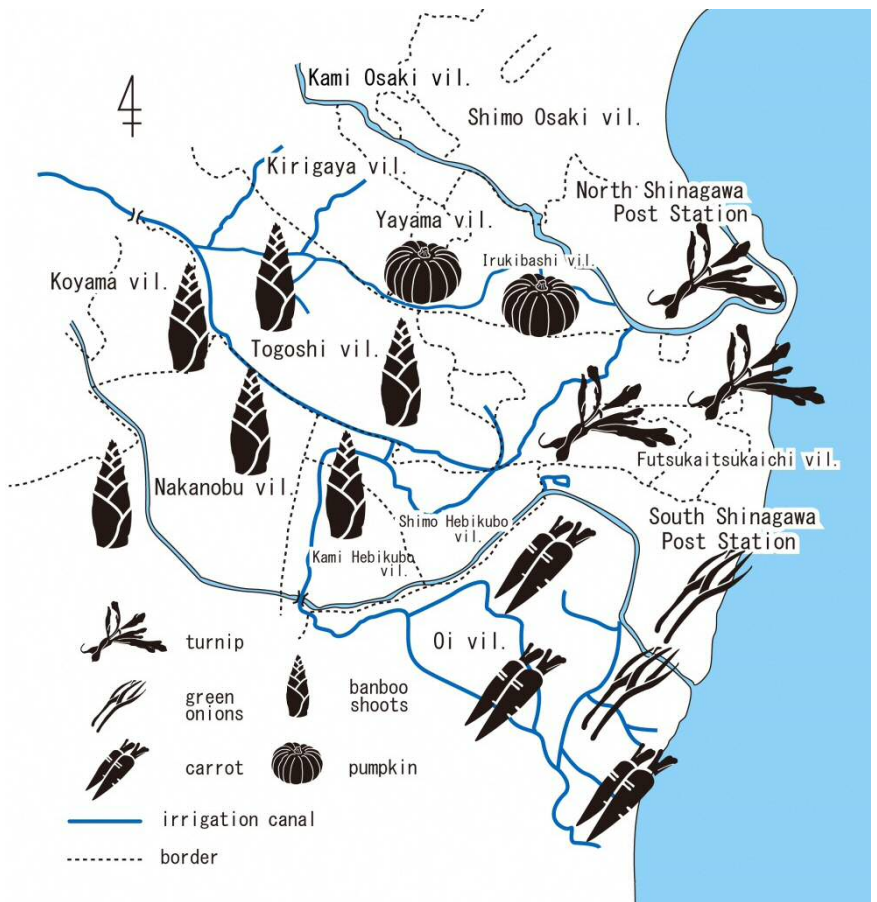 Kami Osaki vil.
Shimo Osaki vil.
Kirigaya vil.
North Shinagawa
Post Station
Yayama vil.
Irukibashi vil.
Koyama vil.
Togoshi vil.
Futsukaitsukaichi vil.
Nakanobu vil.
South Shinagawa
Post Station
Shimo Hebikubo
vil.
Kami Hebikubo
vil.
Oi vil.
turnip
green
onions
banboo
shoots
carrot
pumpkin
irrigation canal
border